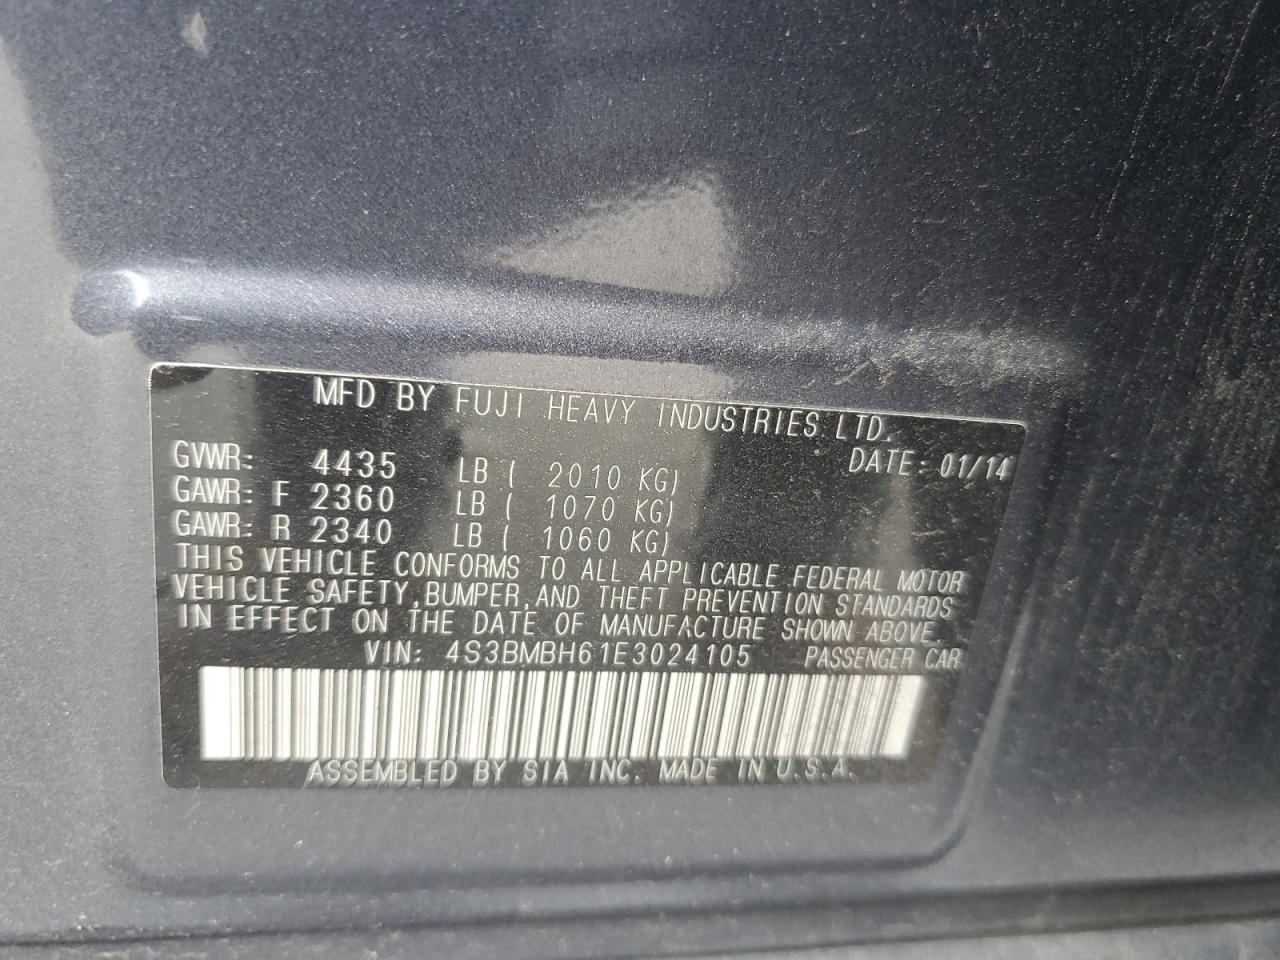 MFD BY FUJI HEAVY INDUSTRIES LTD.
DATE: 01/14
GVWR: 4435 LB ( 2010 KG)
GAWR: F 2360 LB ( 1070 KG)
GAWR: R 2340 LB ( 1060 KG)
THIS VEHICLE CONFORMS TO ALL APPLICABLE FEDERAL MOTOR
VEHICLE SAFETY, BUMPER, AND THEFT PREVENTION STANDARDS
IN EFFECT ON THE DATE OF MANUFACTURE SHOWN ABOVE.
VIN: 4S3BMBH61E3024105 PASSENGER CAR
ASSEMBLED BY SIA INC. MADE IN U.S.A.